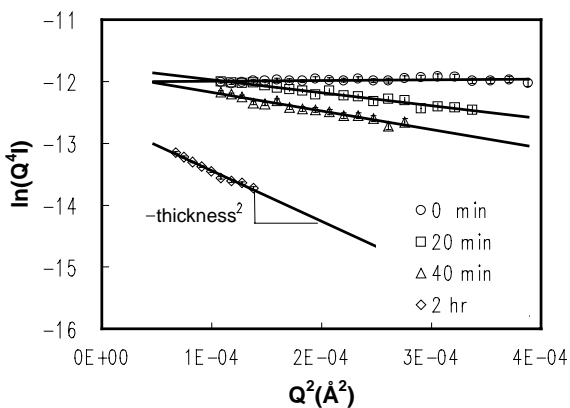 -11
-12
-13
-14
-15
-16
ln(Q⁴I)
−thickness²
0 min
20 min
40 min
2 hr
0E+00
1E-04
2E-04
3E-04
4E-04
Q²(Å²)